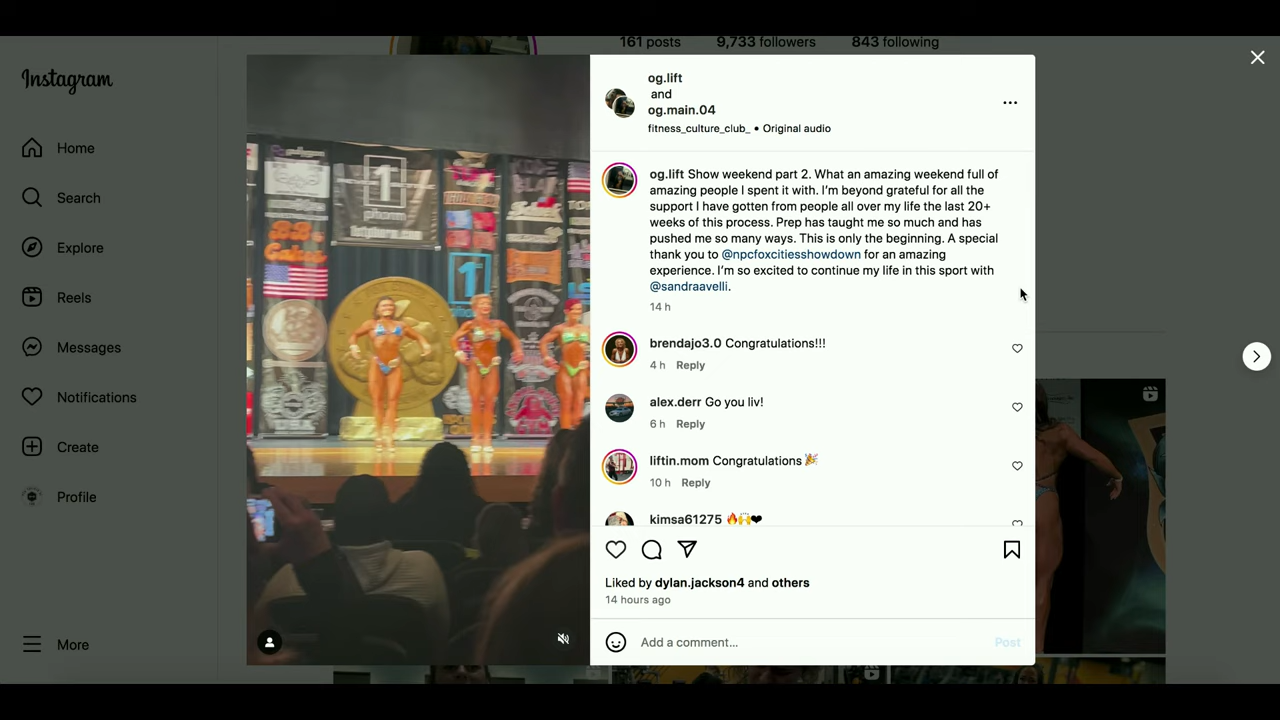 161 posts 9,733 followers 843 following
Instagram
Home
Search
Explore
Reels
Messages
Notifications
Create
Profile
More
1
phorm
1
og.lift
and
og.main.04
fitness_culture_club_ • Original audio
og.lift Show weekend part 2. What an amazing weekend full of
amazing people I spent it with. I'm beyond grateful for all the
support I have gotten from people all over my life the last 20+
weeks of this process. Prep has taught me so much and has
pushed me so many ways. This is only the beginning. A special
thank you to @npcfoxcitiesshowdown for an amazing
experience. I'm so excited to continue my life in this sport with
@sandraavelli.
14 h
brendajo3.0 Congratulations!!!
4 h Reply
alex.derr Go you liv!
6 h Reply
liftin.mom Congratulations 🎉
10 h Reply
kimsa61275 🔥🙌❤
Liked by dylan.jackson4 and others
14 hours ago
Add a comment...
Post